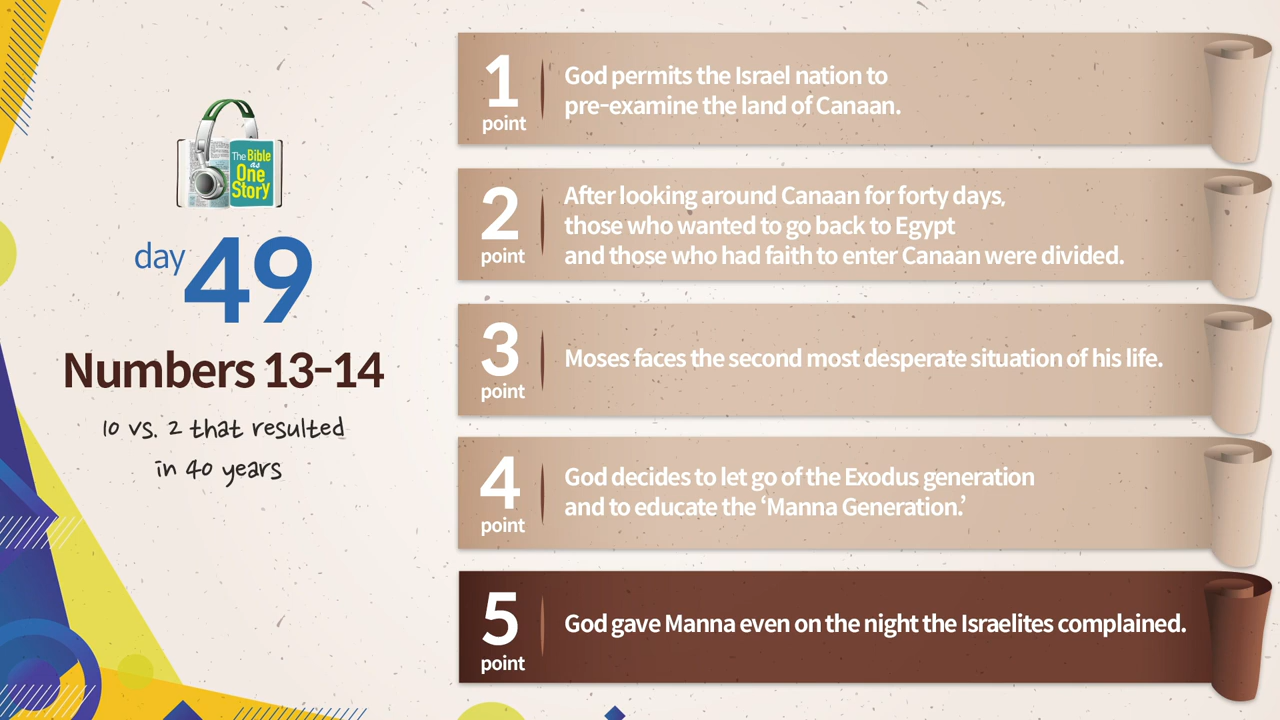 The Bible
as
One
Story
day 49
Numbers 13-14
10 vs. 2 that resulted
in 40 years
1
point
God permits the Israel nation to
pre-examine the land of Canaan.
2
point
After looking around Canaan for forty days,
those who wanted to go back to Egypt
and those who had faith to enter Canaan were divided.
3
point
Moses faces the second most desperate situation of his life.
4
point
God decides to let go of the Exodus generation
and to educate the ‘Manna Generation.’
5
point
God gave Manna even on the night the Israelites complained.